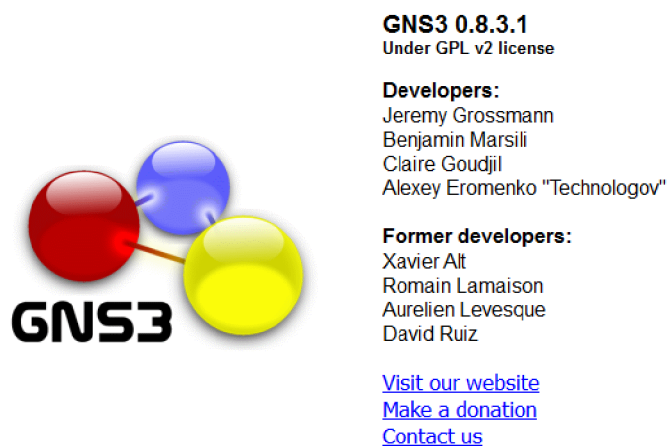 GNS3 0.8.3.1
Under GPL v2 license
Developers:
Jeremy Grossmann
Benjamin Marsili
Claire Goudjil
Alexey Eromenko "Technologov"
Former developers:
Xavier Alt
Romain Lamaison
Aurelien Levesque
David Ruiz
Visit our website
Make a donation
Contact us
GNS3